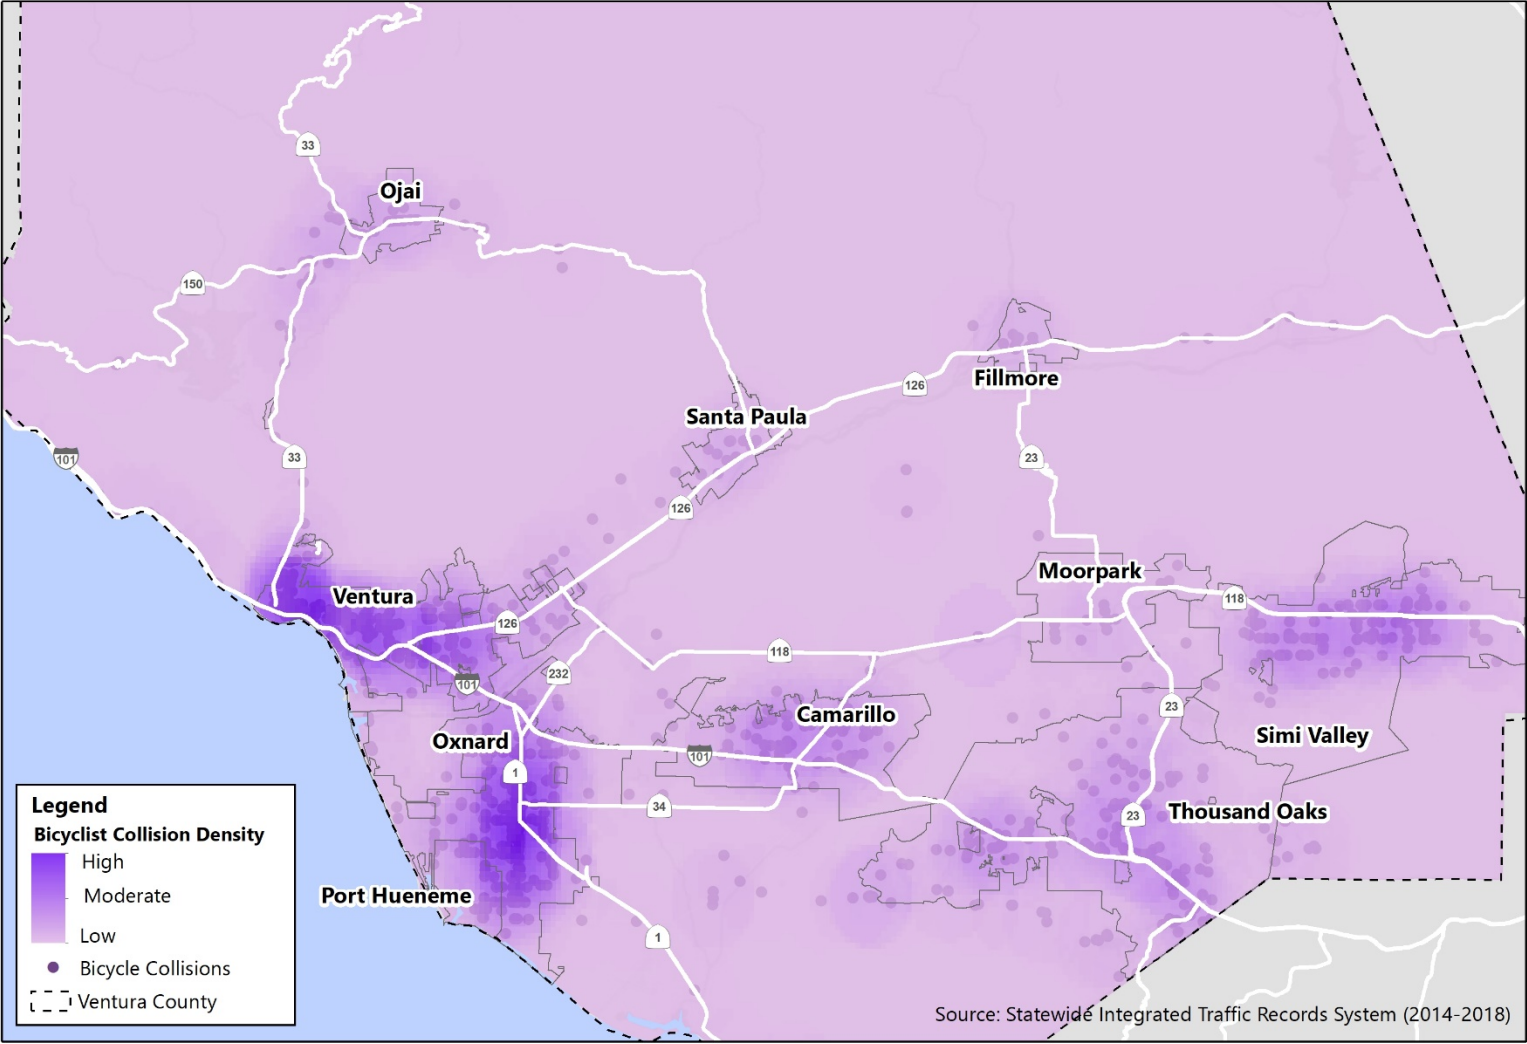 33
Ojai
150
126
Fillmore
Santa Paula
101
33
23
126
Moorpark
Ventura
118
126
118
232
101
23
Camarillo
Oxnard
Simi Valley
101
1
34
Thousand Oaks
23
Port Hueneme
1
Legend
Bicyclist Collision Density
High
Moderate
Low
Bicycle Collisions
Ventura County
Source: Statewide Integrated Traffic Records System (2014-2018)